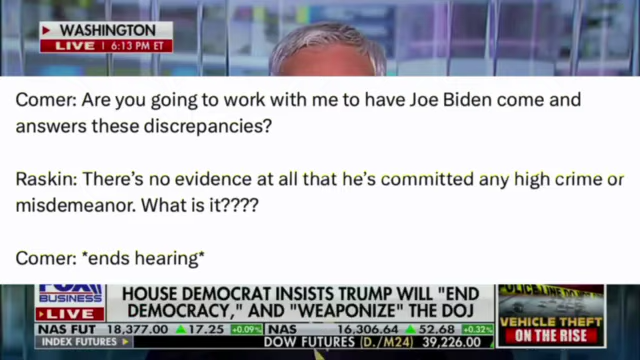 WASHINGTON
LIVE 6:13 PM ET
Comer: Are you going to work with me to have Joe Biden come and
answers these discrepancies?
Raskin: There's no evidence at all that he's committed any high crime or
misdemeanor. What is it????
Comer: *ends hearing*
FOX
BUSINESS
LIVE
HOUSE DEMOCRAT INSISTS TRUMP WILL "END
DEMOCRACY," AND "WEAPONIZE" THE DOJ
POLICE LINE DO
VEHICLE THEFT
ON THE RISE
NAS FUT 18,377.00 ▲ 17.25 +0.09% NAS 16,306.64 ▲ 52.68 +0.32%
INDEX FUTURES DOW FUTURES (D./M24) 39,226.00